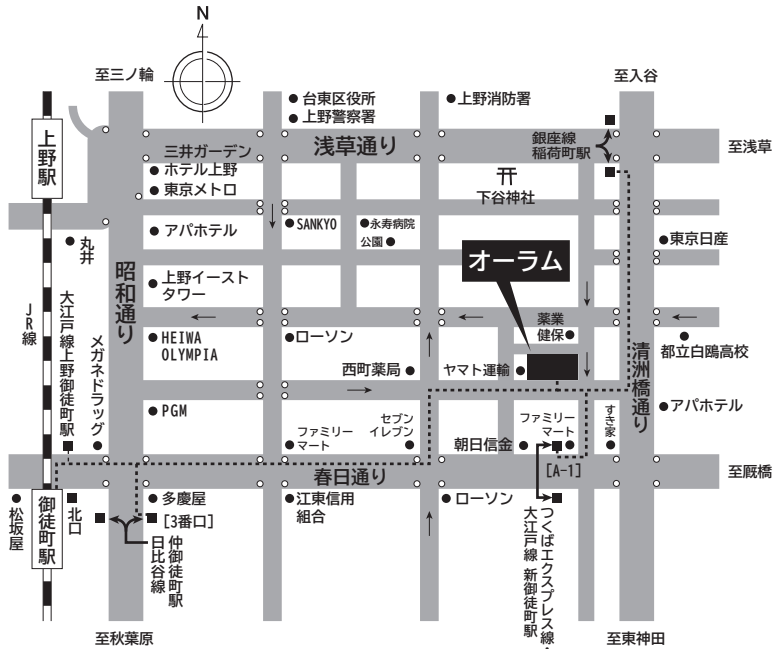 N
至三ノ輪
至入谷
台東区役所
上野警察署
上野消防署
上野駅
三井ガーデン
ホテル上野
東京メトロ
浅草通り
銀座線
稲荷町駅
至浅草
下谷神社
アパホテル
SANKYO
永寿病院
公園
東京日産
丸井
昭和通り
上野イースト
タワー
オーラム
JR線
大江戸線上野御徒町駅
メガネドラッグ
HEIWA
OLYMPIA
ローソン
薬業
健保
都立白鴎高校
清洲橋通り
西町薬局
ヤマト運輸
PGM
ファミリー
マート
セブン
イレブン
朝日信金
ファミリー
マート
すき家
アパホテル
春日通り
[A-1]
至厩橋
御徒町駅
松坂屋
北口
多慶屋
[3番口]
江東信用
組合
ローソン
仲御徒町駅
日比谷線
つくばエクスプレス線
大江戸線 新御徒町駅
至秋葉原
至東神田